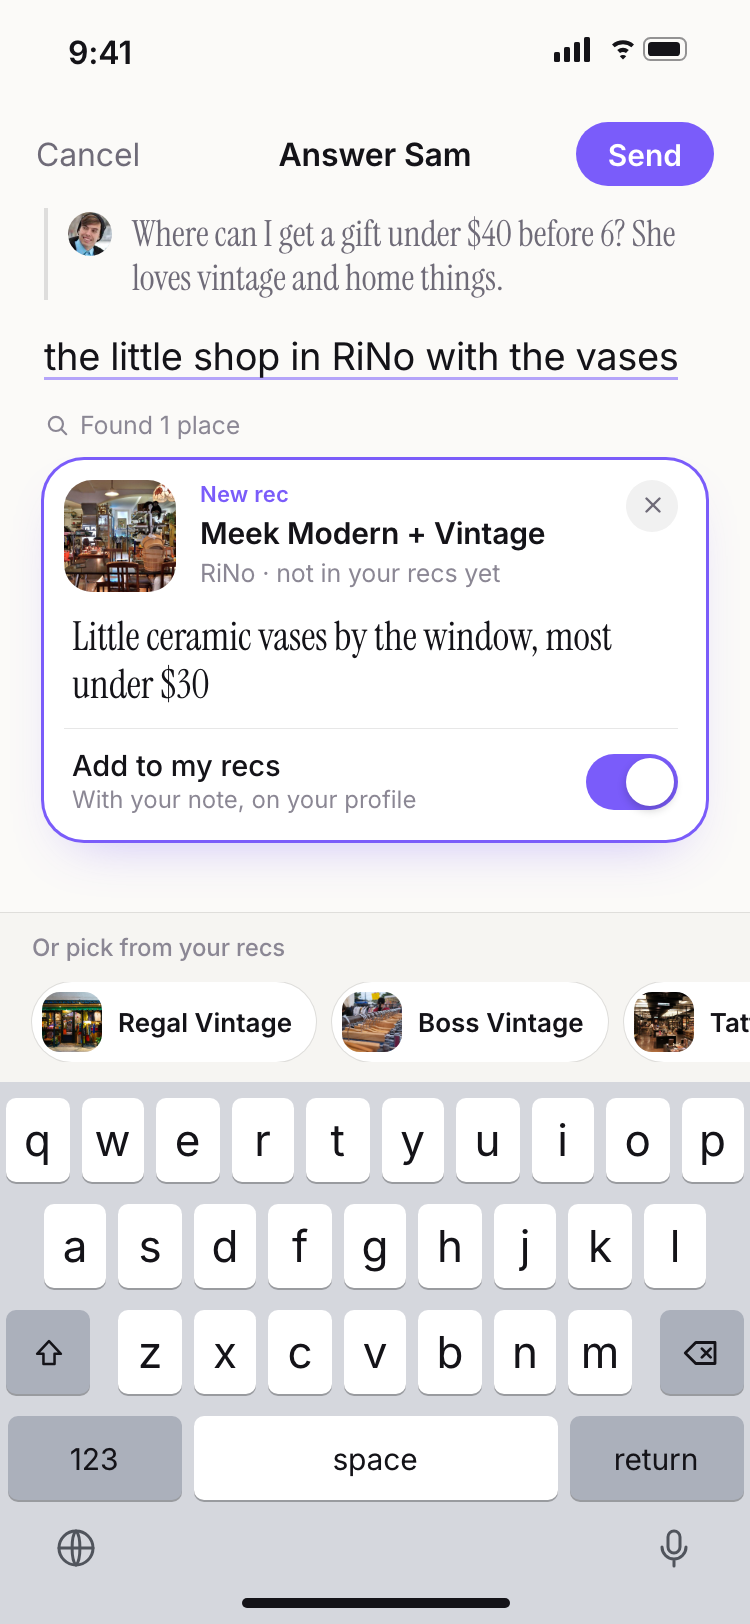 9:41
Cancel
Answer Sam
Send
Where can I get a gift under $40 before 6? She
loves vintage and home things.
the little shop in RiNo with the vases
Found 1 place
New rec
Meek Modern + Vintage
RiNo · not in your recs yet
Little ceramic vases by the window, most
under $30
Add to my recs
With your note, on your profile
Or pick from your recs
Regal Vintage
Boss Vintage
q w e r t y u i o p
a s d f g h j k l
z x c v b n m
123
space
return